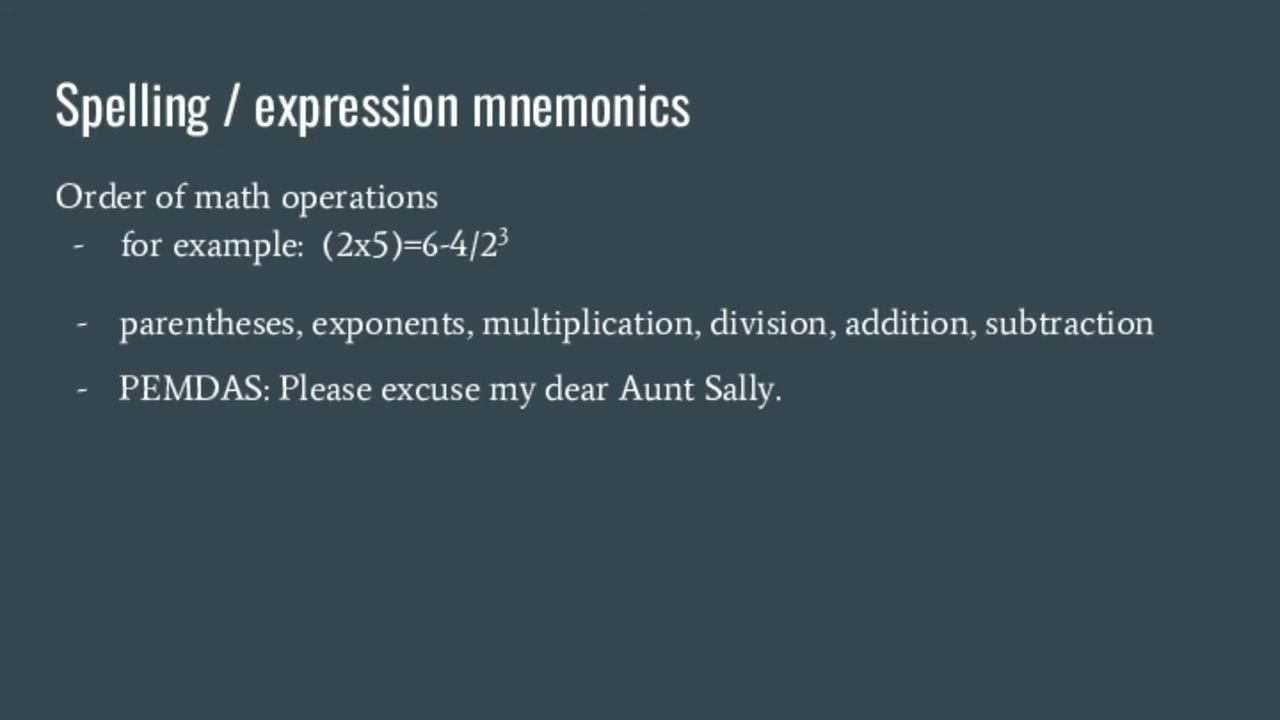 Spelling / expression mnemonics
Order of math operations
- for example: (2x5)=6-4/2³
- parentheses, exponents, multiplication, division, addition, subtraction
- PEMDAS: Please excuse my dear Aunt Sally.